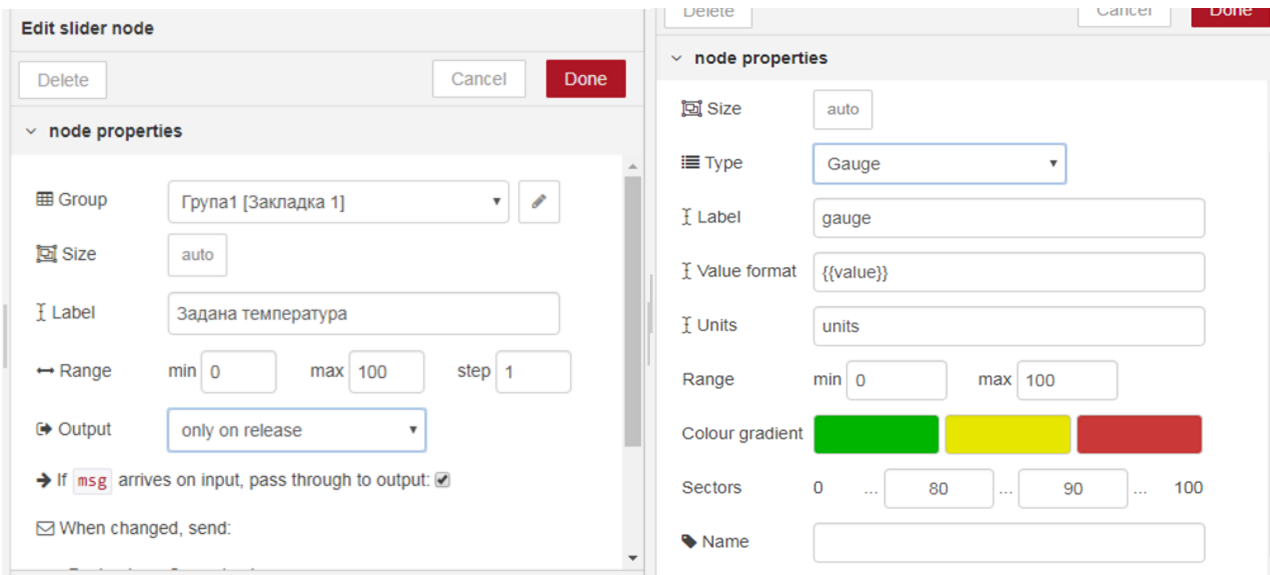 Edit slider node
Delete Cancel Done
node properties
Group Група1 [Закладка 1]
Size auto
Label Задана температура
Range min 0 max 100 step 1
Output only on release
If msg arrives on input, pass through to output:
When changed, send:
Delete Cancel Done
node properties
Size auto
Type Gauge
Label gauge
Value format {{value}}
Units units
Range min 0 max 100
Colour gradient
Sectors 0 ... 80 ... 90 ... 100
Name